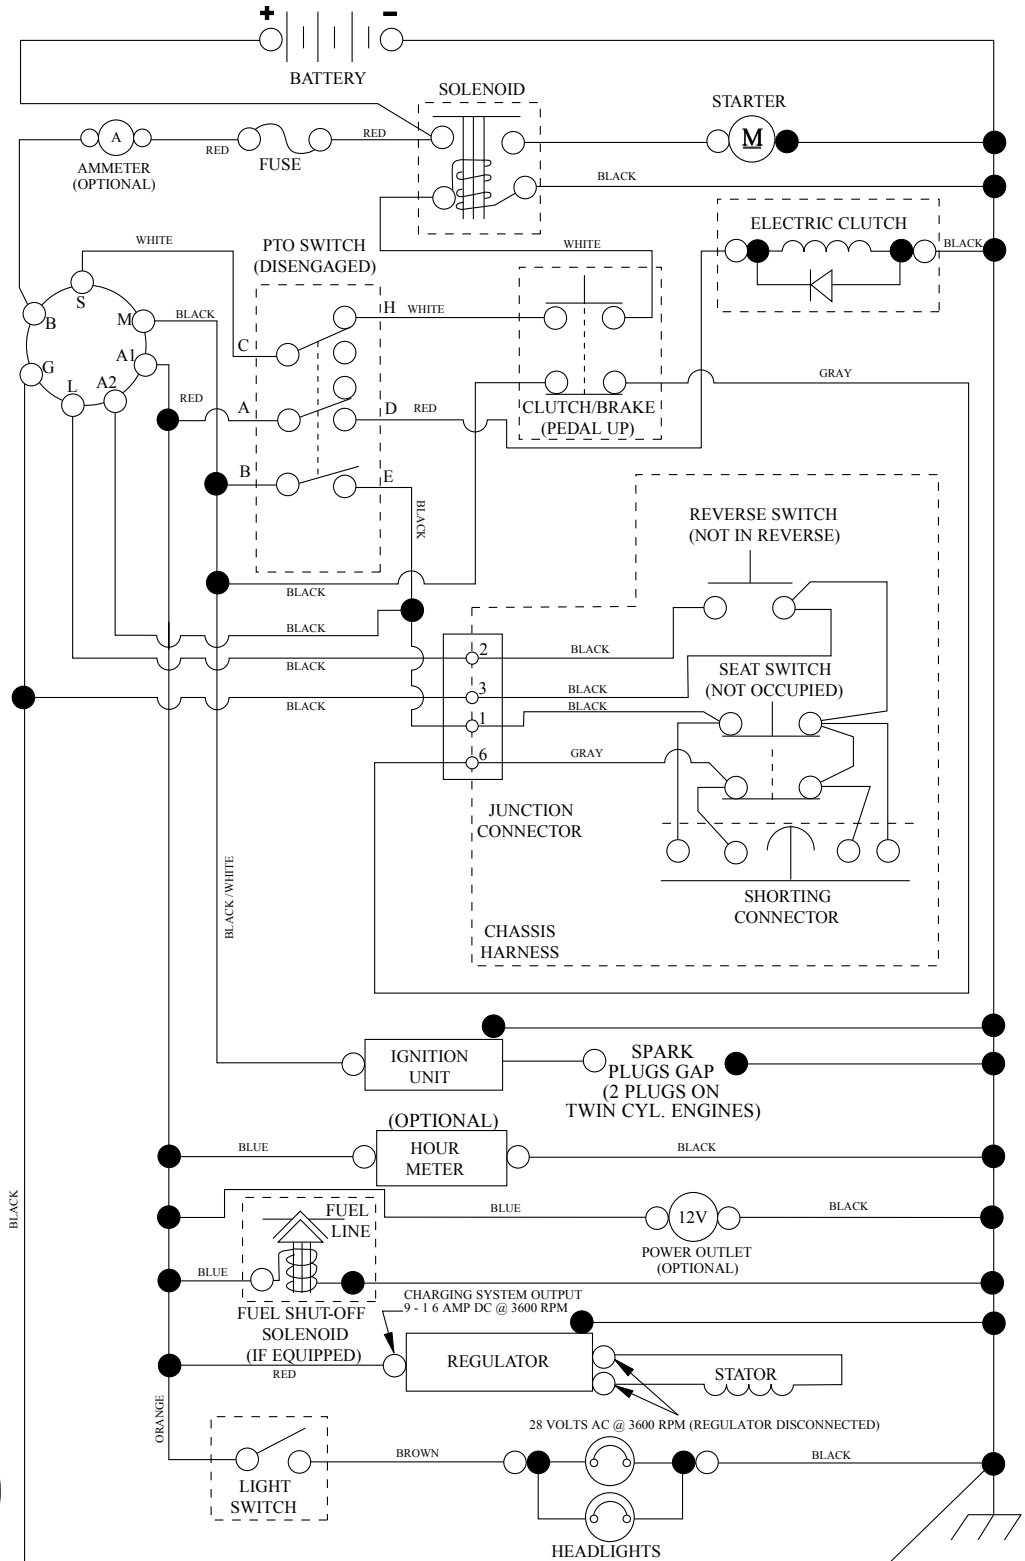 + -
BATTERY
SOLENOID
STARTER
A
RED
FUSE
RED
M
AMMETER
(OPTIONAL)
BLACK
ELECTRIC CLUTCH
BLACK
WHITE
PTO SWITCH
(DISENGAGED)
WHITE
S
B
M
BLACK
H
WHITE
C
A1
G
GRAY
L
A2
RED
A
D
RED
CLUTCH/BRAKE
(PEDAL UP)
B
E
BLACK
REVERSE SWITCH
(NOT IN REVERSE)
BLACK
BLACK
2
BLACK
BLACK
SEAT SWITCH
(NOT OCCUPIED)
3
BLACK
BLACK
BLACK
1
6
GRAY
JUNCTION
CONNECTOR
SHORTING
CONNECTOR
BLACK/WHITE
CHASSIS
HARNESS
IGNITION
UNIT
SPARK
PLUGS GAP
(2 PLUGS ON
TWIN CYL. ENGINES)
(OPTIONAL)
HOUR
METER
BLUE
BLACK
BLACK
FUEL
LINE
BLUE
12V
BLACK
POWER OUTLET
(OPTIONAL)
BLUE
CHARGING SYSTEM OUTPUT
9 - 1 6 AMP DC @ 3600 RPM
FUEL SHUT-OFF
SOLENOID
(IF EQUIPPED)
RED
REGULATOR
STATOR
ORANGE
28 VOLTS AC @ 3600 RPM (REGULATOR DISCONNECTED)
BROWN
BLACK
LIGHT
SWITCH
HEADLIGHTS